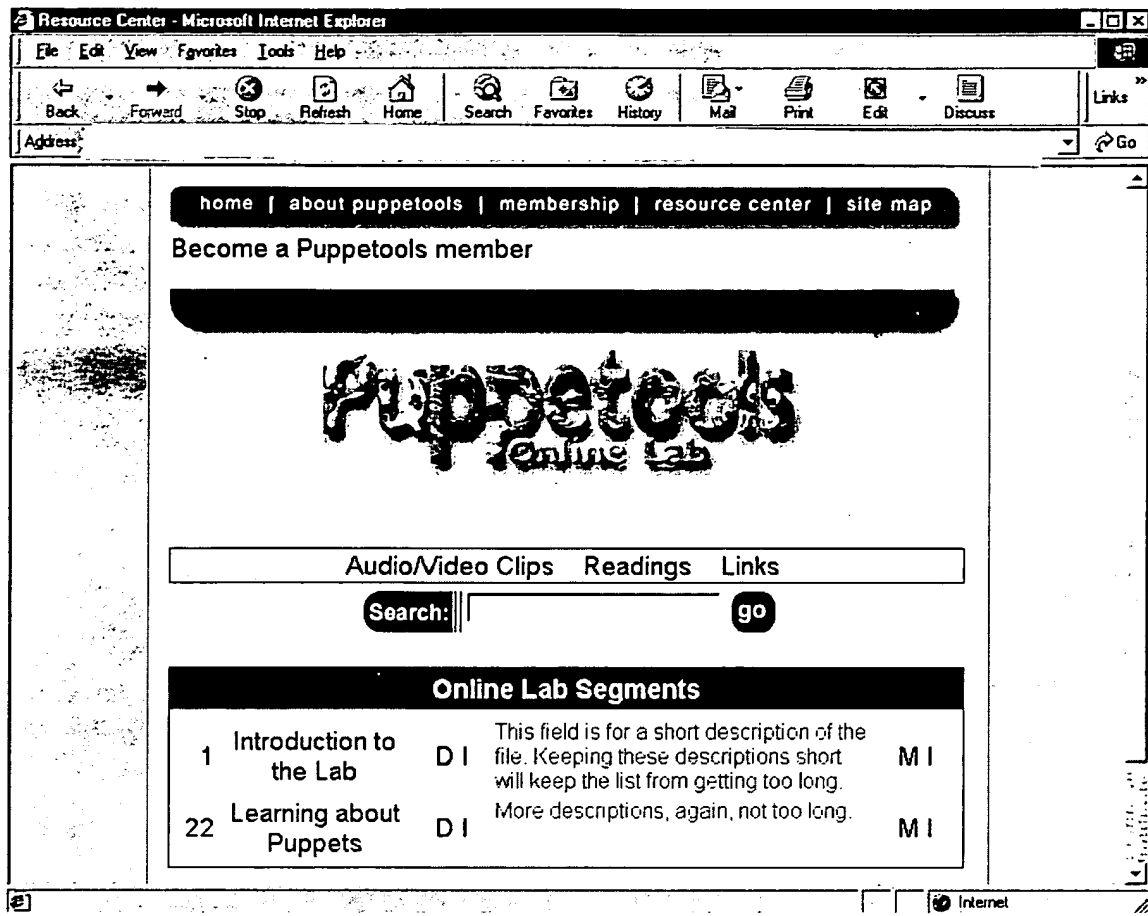 Resource Center - Microsoft Internet Explorer
File Edit View Favorites Tools Help
Back Forward Stop Refresh Home Search Favorites History Mail Print Edit Discuss Links »
Address Go
home | about puppetools | membership | resource center | site map
Become a Puppetools member
Puppetools
Online Lab
Audio/Video Clips Readings Links
Search: go
Online Lab Segments
1 Introduction to the Lab D I This field is for a short description of the file. Keeping these descriptions short will keep the list from getting too long. M I
22 Learning about Puppets D I More descriptions, again, not too long. M I
Internet